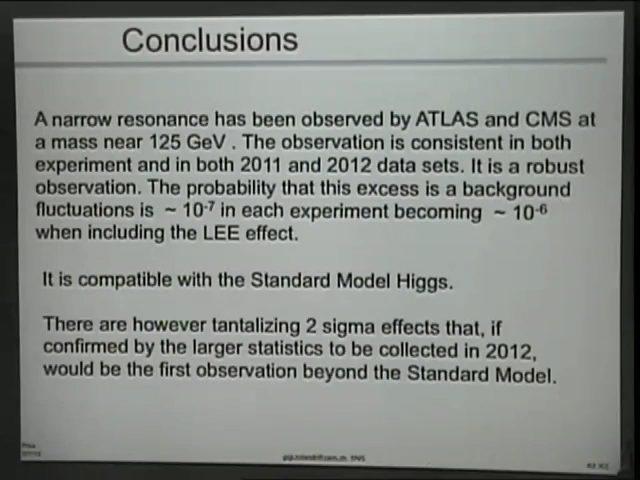 Conclusions
A narrow resonance has been observed by ATLAS and CMS at
a mass near 125 GeV . The observation is consistent in both
experiment and in both 2011 and 2012 data sets. It is a robust
observation. The probability that this excess is a background
fluctuations is ~ 10⁻⁷ in each experiment becoming ~ 10⁻⁶
when including the LEE effect.
It is compatible with the Standard Model Higgs.
There are however tantalizing 2 sigma effects that, if
confirmed by the larger statistics to be collected in 2012,
would be the first observation beyond the Standard Model.